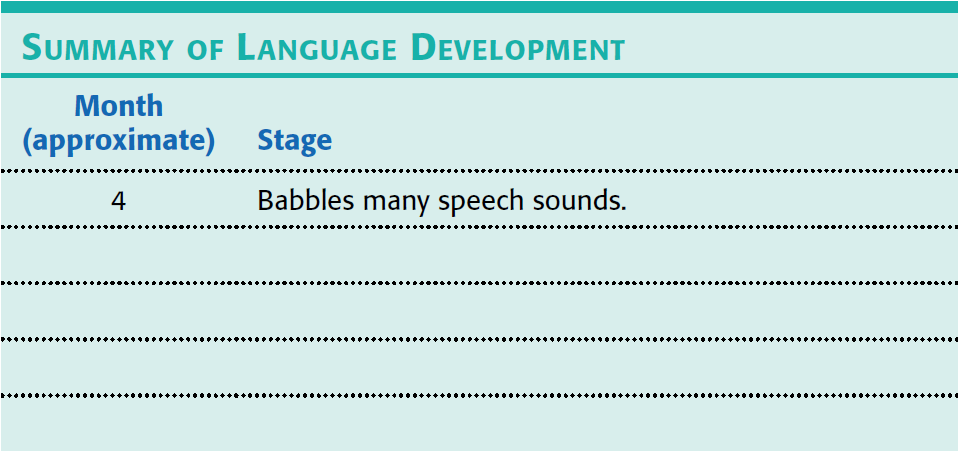 SUMMARY OF LANGUAGE DEVELOPMENT
Month
(approximate) Stage
4 Babbles many speech sounds.